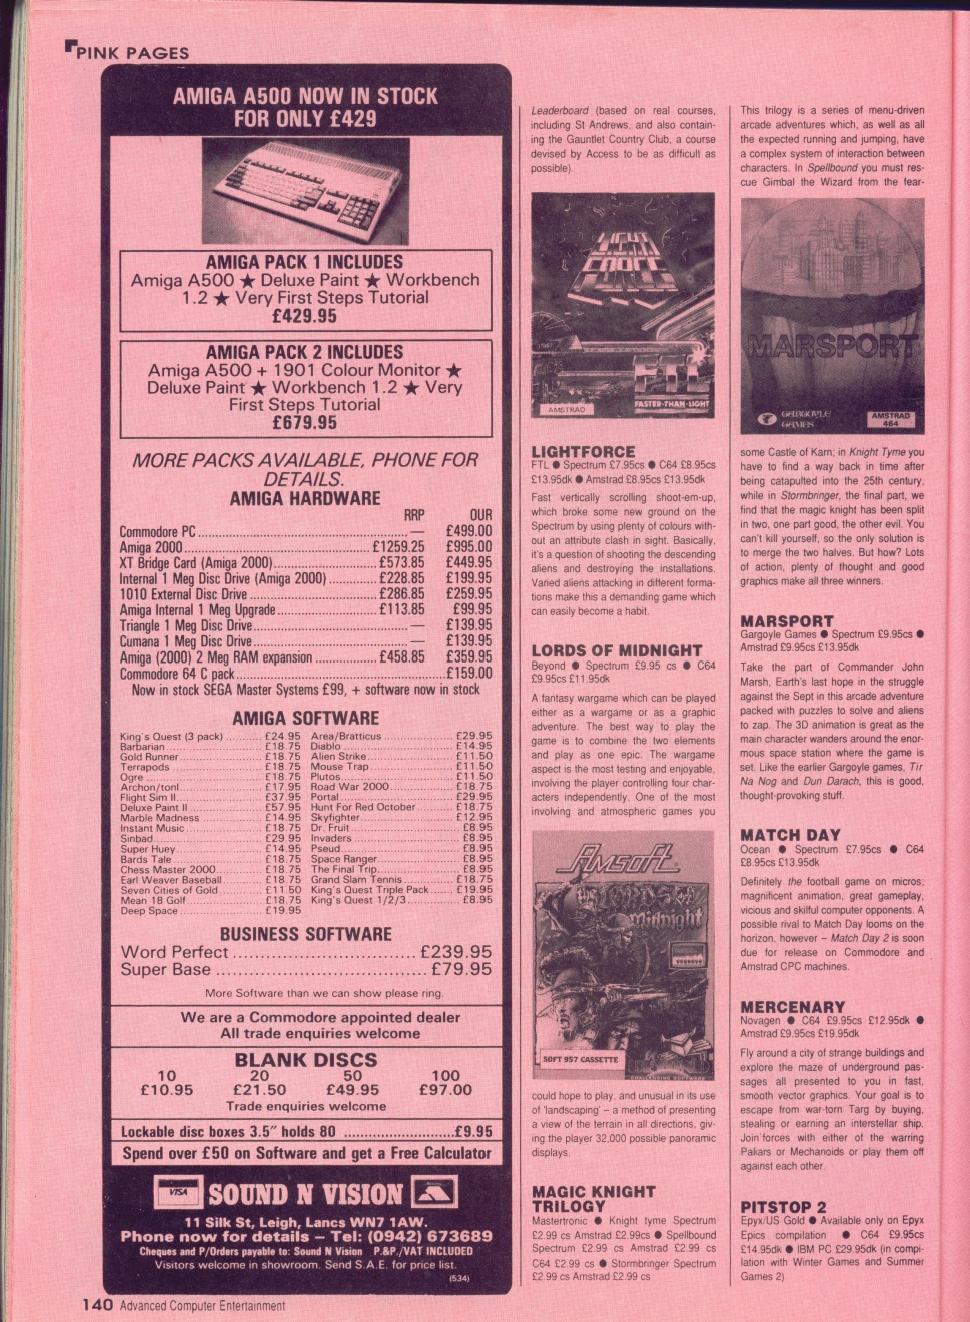 PINK PAGES
AMIGA A500 NOW IN STOCK
FOR ONLY £429
AMIGA PACK 1 INCLUDES
Amiga A500 ★ Deluxe Paint ★ Workbench
1.2 ★ Very First Steps Tutorial
£429.95
AMIGA PACK 2 INCLUDES
Amiga A500 + 1901 Colour Monitor ★
Deluxe Paint ★ Workbench 1.2 ★ Very
First Steps Tutorial
£679.95
MORE PACKS AVAILABLE, PHONE FOR
DETAILS.
AMIGA HARDWARE
RRP OUR
Commodore PC — £499.00
Amiga 2000 £1259.25 £995.00
XT Bridge Card (Amiga 2000) £573.85 £449.95
Internal 1 Meg Disc Drive (Amiga 2000) £228.85 £199.95
1010 External Disc Drive £286.85 £259.95
Amiga Internal 1 Meg Upgrade £113.85 £99.95
Triangle 1 Meg Disc Drive — £139.95
Cumana 1 Meg Disc Drive — £139.95
Amiga (2000) 2 Meg RAM expansion £458.85 £359.95
Commodore 64 C pack £159.00
Now in stock SEGA Master Systems £99, + software now in stock
AMIGA SOFTWARE
King's Quest (3 pack) £24.95
Barbarian £18.75
Gold Runner £18.75
Terrapods £18.75
Ogre £18.75
Archon/tonl £17.95
Flight Sim II £37.95
Deluxe Paint II £57.95
Marble Madness £14.95
Instant Music £18.75
Sinbad £29.95
Super Huey £14.95
Bards Tale £18.75
Chess Master 2000 £18.75
Earl Weaver Baseball £18.75
Seven Cities of Gold £11.50
Mean 18 Golf £18.75
Deep Space £19.95
Area/Bratticus £29.95
Diablo £14.95
Alien Strike £11.50
Mouse Trap £11.50
Plutos £11.50
Road War 2000 £18.75
Portal £29.95
Hunt For Red October £18.75
Skyfighter £12.95
Dr. Fruit £8.95
Invaders £8.95
Pseud £8.95
Space Ranger £8.95
The Final Trip £8.95
Grand Slam Tennis £18.75
King's Quest Triple Pack £19.95
King's Quest 1/2/3 £8.95
BUSINESS SOFTWARE
Word Perfect £239.95
Super Base £79.95
More Software than we can show please ring.
We are a Commodore appointed dealer
All trade enquiries welcome
BLANK DISCS
10 20 50 100
£10.95 £21.50 £49.95 £97.00
Trade enquiries welcome
Lockable disc boxes 3.5" holds 80 £9.95
Spend over £50 on Software and get a Free Calculator
VISA SOUND N VISION
11 Silk St, Leigh, Lancs WN7 1AW.
Phone now for details – Tel: (0942) 673689
Cheques and P/Orders payable to: Sound N Vision P.&P./VAT INCLUDED
Visitors welcome in showroom. Send S.A.E. for price list.
(534)
Leaderboard (based on real courses,
including St Andrews, and also contain-
ing the Gauntlet Country Club, a course
devised by Access to be as difficult as
possible).
LIGHT FORCE
FTL
FASTER-THAN-LIGHT
AMSTRAD
LIGHTFORCE
FTL ● Spectrum £7.95cs ● C64 £8.95cs
£13.95dk ● Amstrad £8.95cs £13.95dk
Fast vertically scrolling shoot-em-up,
which broke some new ground on the
Spectrum by using plenty of colours with-
out an attribute clash in sight. Basically,
it's a question of shooting the descending
aliens and destroying the installations.
Varied aliens attacking in different forma-
tions make this a demanding game which
can easily become a habit.
LORDS OF MIDNIGHT
Beyond ● Spectrum £9.95 cs ● C64
£9.95cs £11.95dk
A fantasy wargame which can be played
either as a wargame or as a graphic
adventure. The best way to play the
game is to combine the two elements
and play as one epic. The wargame
aspect is the most testing and enjoyable,
involving the player controlling four char-
acters independently. One of the most
involving and atmospheric games you
Amsoft
LORDS OF midnight
SOFT 957 CASSETTE
CHALLENGING SOFTWARE
could hope to play, and unusual in its use
of 'landscaping' – a method of presenting
a view of the terrain in all directions, giv-
ing the player 32,000 possible panoramic
displays.
MAGIC KNIGHT
TRILOGY
Mastertronic ● Knight tyme Spectrum
£2.99 cs Amstrad £2.99cs ● Spellbound
Spectrum £2.99 cs Amstrad £2.99 cs
C64 £2.99 cs ● Stormbringer Spectrum
£2.99 cs Amstrad £2.99 cs
This trilogy is a series of menu-driven
arcade adventures which, as well as all
the expected running and jumping, have
a complex system of interaction between
characters. In Spellbound you must res-
cue Gimbal the Wizard from the fear-
MARSPORT
GARGOYLE
GAMES
AMSTRAD
464
some Castle of Karn; in Knight Tyme you
have to find a way back in time after
being catapulted into the 25th century,
while in Stormbringer, the final part, we
find that the magic knight has been split
in two, one part good, the other evil. You
can't kill yourself, so the only solution is
to merge the two halves. But how? Lots
of action, plenty of thought and good
graphics make all three winners.
MARSPORT
Gargoyle Games ● Spectrum £9.95cs ●
Amstrad £9.95cs £13.95dk
Take the part of Commander John
Marsh, Earth's last hope in the struggle
against the Sept in this arcade adventure
packed with puzzles to solve and aliens
to zap. The 3D animation is great as the
main character wanders around the enor-
mous space station where the game is
set. Like the earlier Gargoyle games, Tir
Na Nog and Dun Darach, this is good,
thought-provoking stuff.
MATCH DAY
Ocean ● Spectrum £7.95cs ● C64
£8.95cs £13.95dk
Definitely the football game on micros;
magnificent animation, great gameplay,
vicious and skilful computer opponents. A
possible rival to Match Day looms on the
horizon, however – Match Day 2 is soon
due for release on Commodore and
Amstrad CPC machines.
MERCENARY
Novagen ● C64 £9.95cs £12.95dk ●
Amstrad £9.95cs £19.95dk
Fly around a city of strange buildings and
explore the maze of underground pas-
sages all presented to you in fast,
smooth vector graphics. Your goal is to
escape from war-torn Targ by buying,
stealing or earning an interstellar ship.
Join forces with either of the warring
Paliars or Mechanoids or play them off
against each other.
PITSTOP 2
Epyx/US Gold ● Available only on Epyx
Epics compilation ● C64 £9.95cs
£14.95dk ● IBM PC £29.95dk (in compi-
lation with Winter Games and Summer
Games 2)
140 Advanced Computer Entertainment